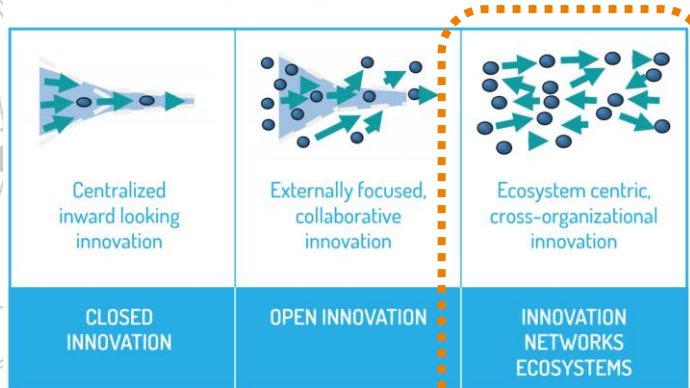 Centralized
inward looking
innovation
Externally focused,
collaborative
innovation
Ecosystem centric,
cross-organizational
innovation
CLOSED
INNOVATION
OPEN INNOVATION
INNOVATION
NETWORKS
ECOSYSTEMS